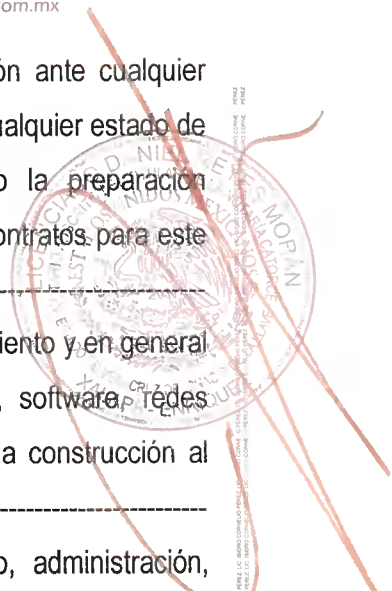 om.mx
ón ante cualquier
ualquier estado de
o la preparación
ontratos para este
----------------------------------------
iento y en general
, software, redes
a construcción al
----------------------------------------
o, administración,